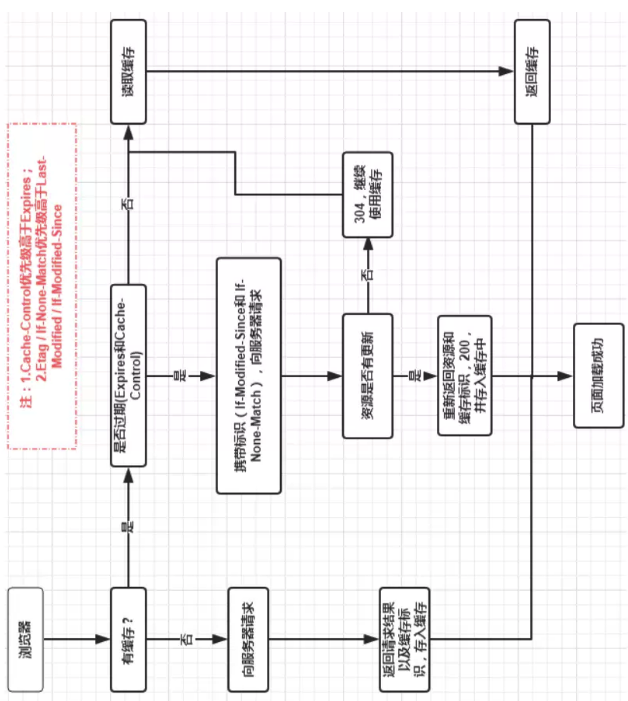 浏览器
有缓存？
是
是否过期(Expires和Cache-
Control)
否
读取缓存
返回缓存
否
向服务器请求
返回请求结果
以及缓存标
识，存入缓存
是
携带标识（If-Modified-Since和 If-
None-Match），向服务器请求
资源是否有更新
否
304，继续
使用缓存
是
重新返回资源和
缓存标识，200，
并存入缓存中
页面加载成功
注：1.Cache-Control优先级高于Expires；
2.Etag / If-None-Match优先级高于Last-
Modified / If-Modified-Since